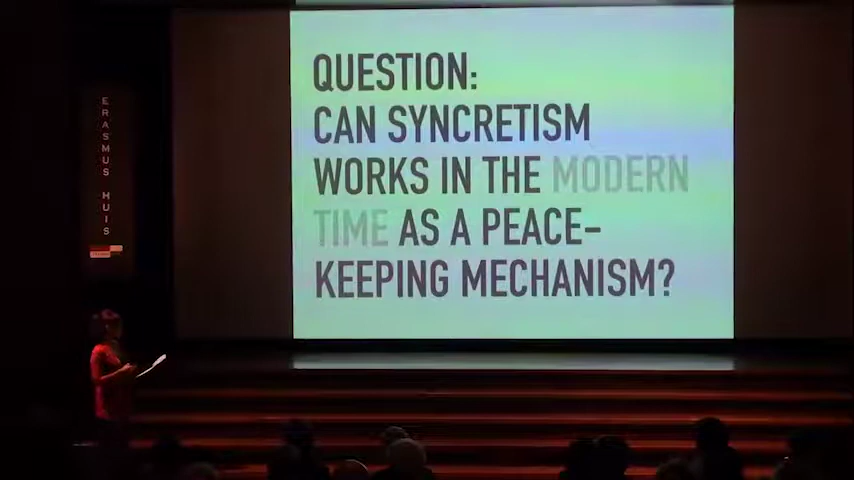 QUESTION:
CAN SYNCRETISM
WORKS IN THE MODERN
TIME AS A PEACE-
KEEPING MECHANISM?
ERASMUS HUIS